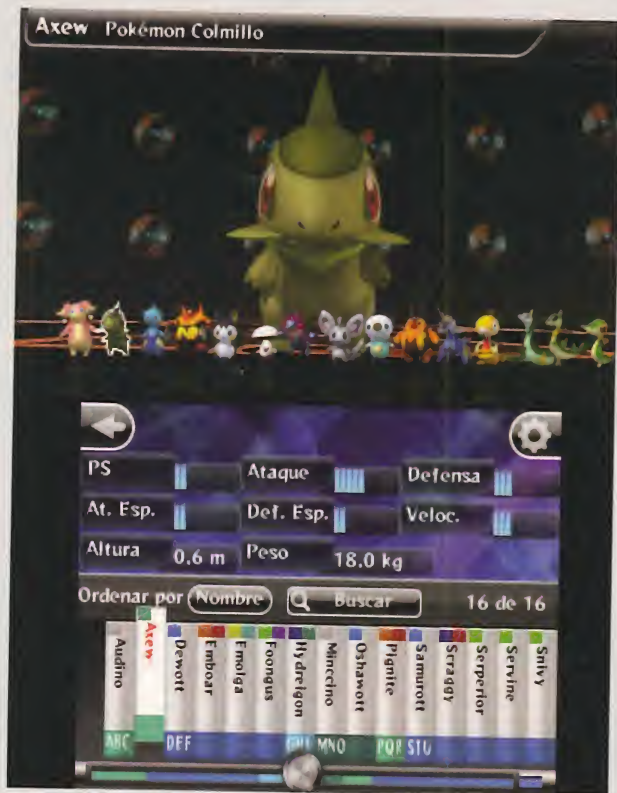 Axew Pokémon Colmillo
PS Ataque Defensa
At. Esp. Def. Esp. Veloc.
Altura 0.6 m Peso 18.0 kg
Ordenar por Nombre Buscar 16 de 16
Audino
Axew
Dewott
Emboar
Emolga
Foongus
Hydreigon
Minccino
Oshawott
Pignite
Samurott
Scraggy
Serperior
Servine
Snivy
ABC DEF GHI MNO PQR STU